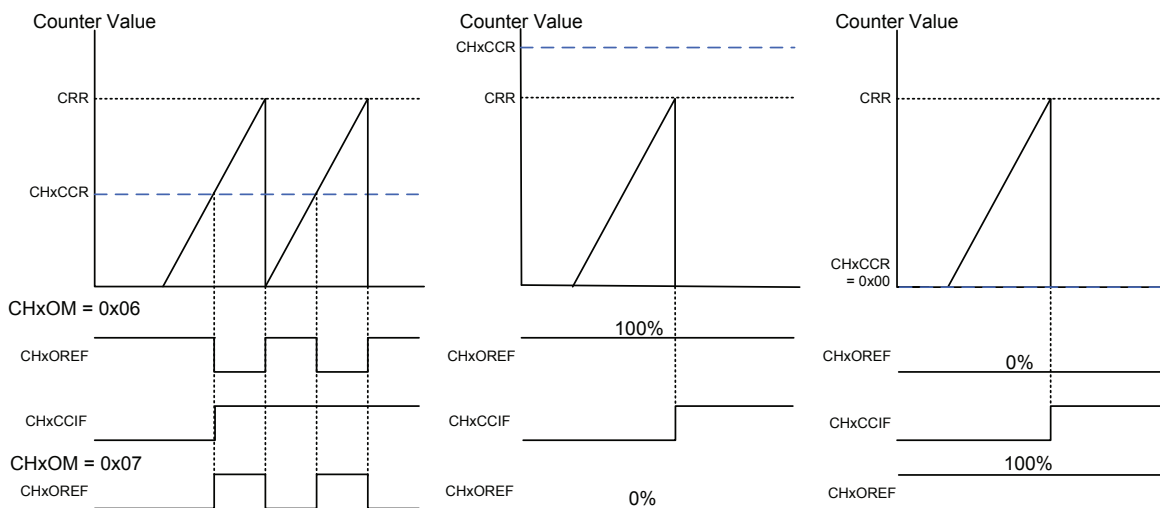 Counter Value
CRR
CHxCCR
CHxOM = 0x06
CHxOREF
CHxCCIF
CHxOM = 0x07
CHxOREF
Counter Value
CHxCCR
CRR
100%
CHxOREF
CHxCCIF
CHxOREF
0%
Counter Value
CRR
CHxCCR
= 0x00
CHxOREF
0%
CHxCCIF
100%
CHxOREF